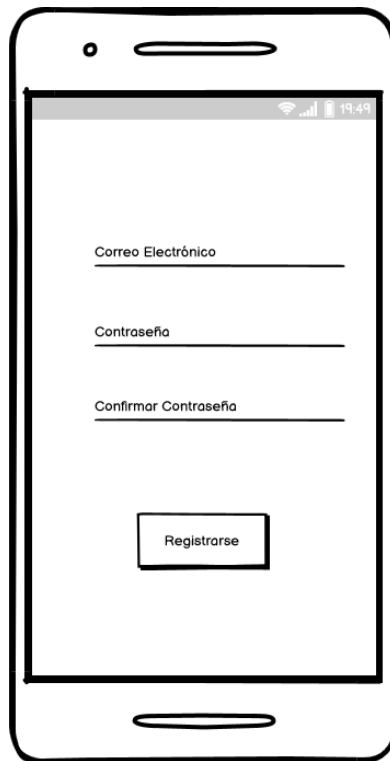 19:49
Correo Electrónico
Contraseña
Confirmar Contraseña
Registrarse